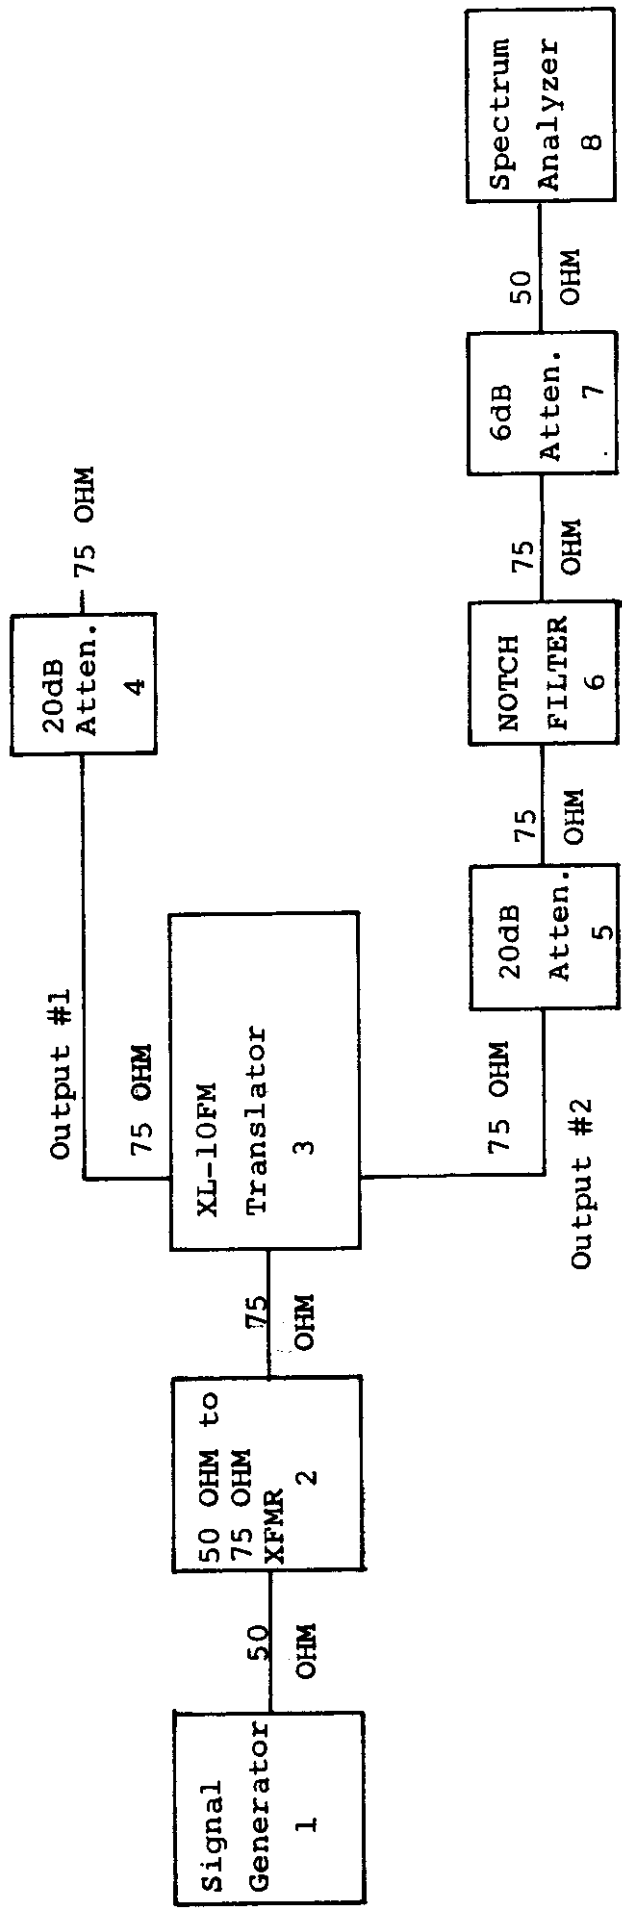 Signal
Generator
1
50
OHM
50 OHM to
75 OHM
XFMR
2
75
OHM
XL-10FM
Translator
3
Output #1
75 OHM
20dB
Atten.
4
75 OHM
Output #2
75 OHM
20dB
Atten.
5
75
OHM
NOTCH
FILTER
6
75
OHM
6dB
Atten.
7
50
OHM
Spectrum
Analyzer
8